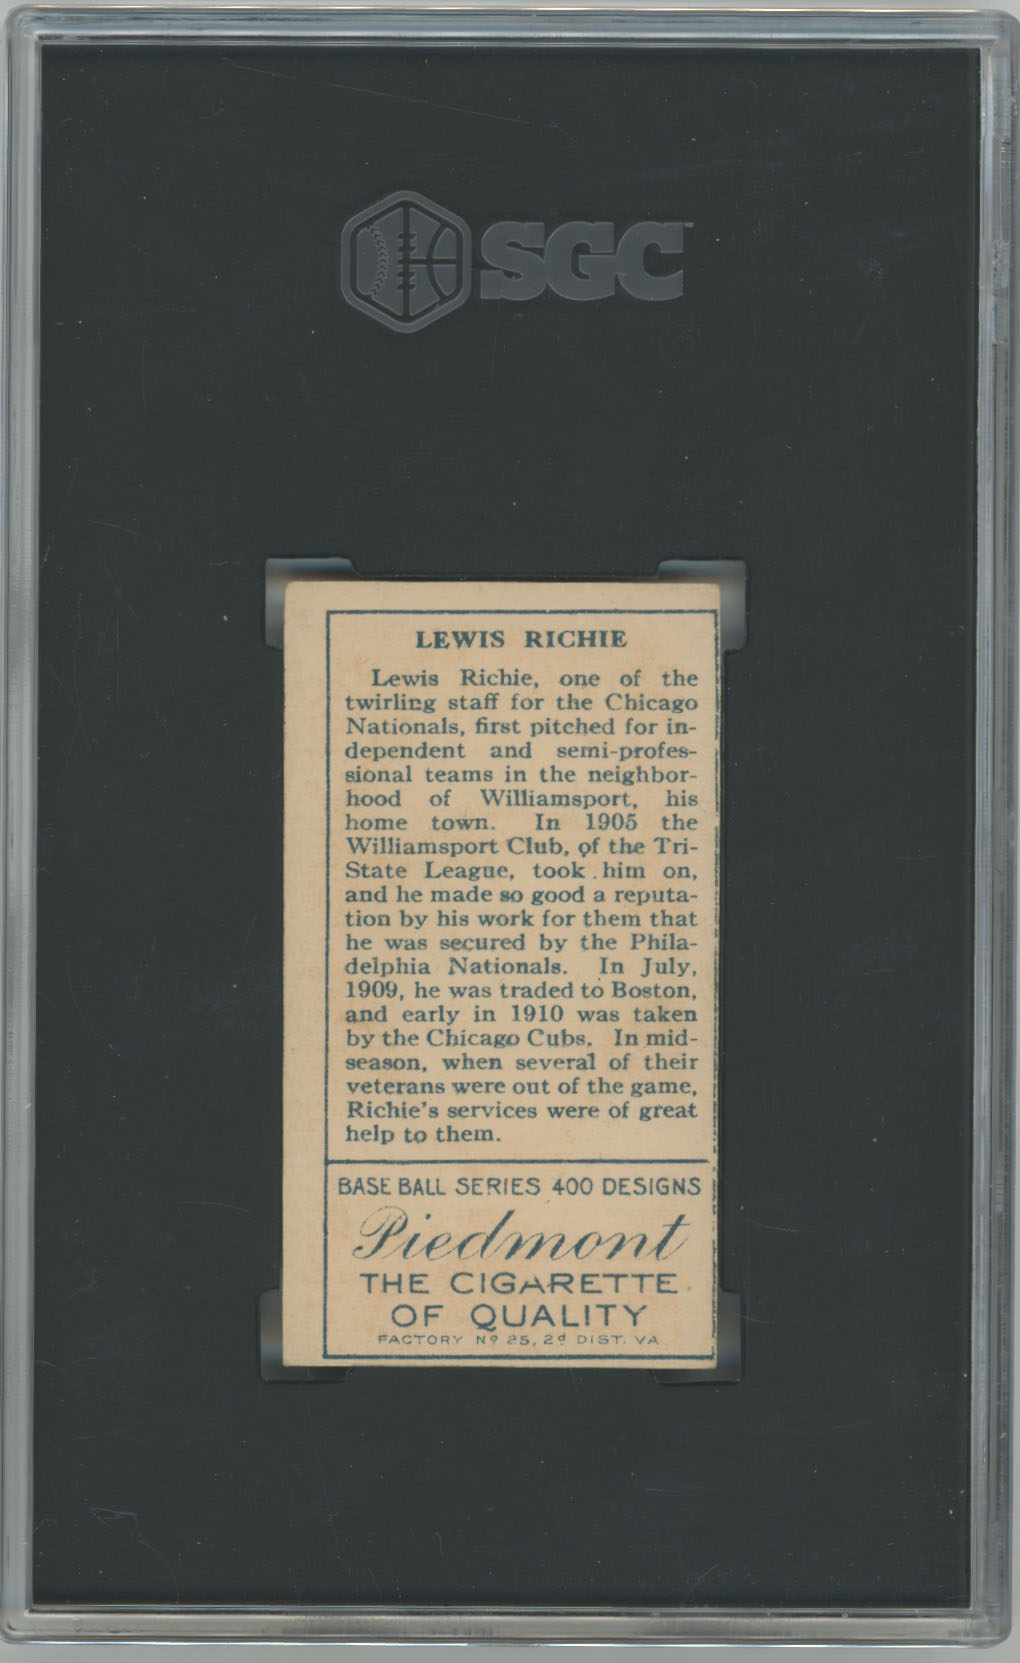 SGC
LEWIS RICHIE
Lewis Richie, one of the
twirling staff for the Chicago
Nationals, first pitched for in-
dependent and semi-profes-
sional teams in the neighbor-
hood of Williamsport, his
home town. In 1905 the
Williamsport Club, of the Tri-
State League, took him on,
and he made so good a reputa-
tion by his work for them that
he was secured by the Phila-
delphia Nationals. In July,
1909, he was traded to Boston,
and early in 1910 was taken
by the Chicago Cubs. In mid-
season, when several of their
veterans were out of the game,
Richie's services were of great
help to them.
BASE BALL SERIES 400 DESIGNS
Piedmont
THE CIGARETTE
OF QUALITY
FACTORY Nº 25, 2d DIST. VA.